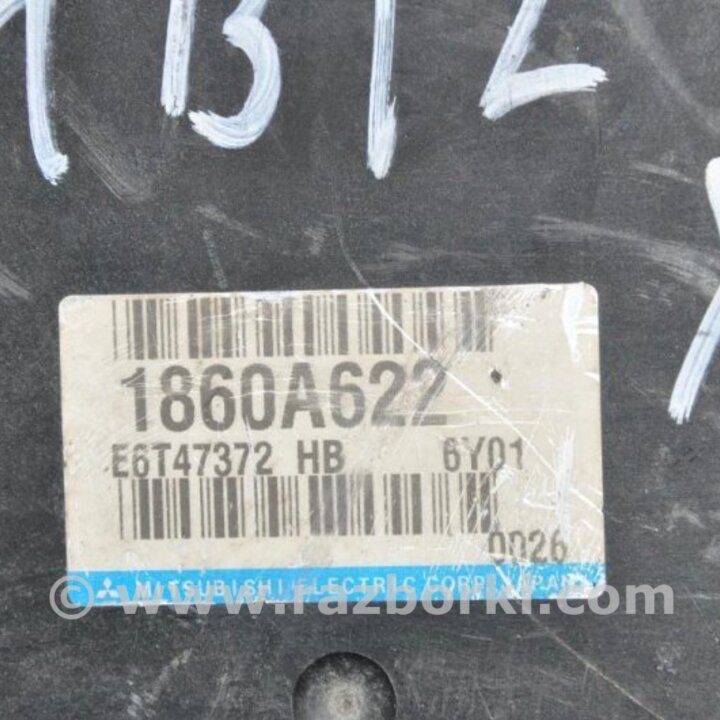 1860A622
E6T47372 HB 6Y01
0026
MITSUBISHI ELECTRIC CORP. JAPAN
© www.razborki.com